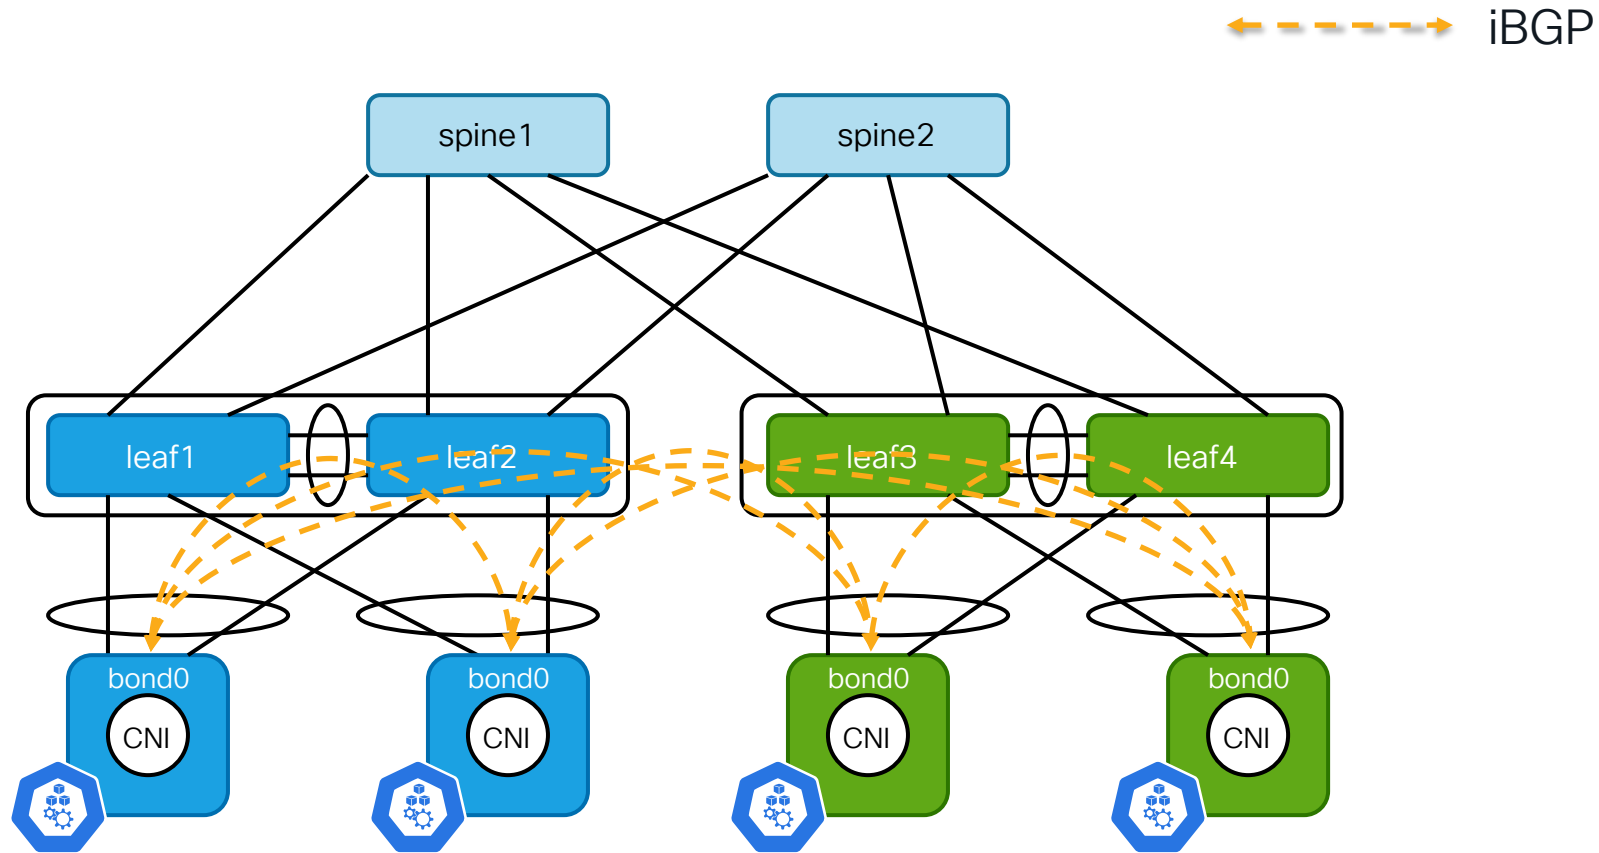 iBGP
spine1
spine2
leaf1
leaf2
leaf3
leaf4
bond0
bond0
bond0
bond0
CNI
CNI
CNI
CNI